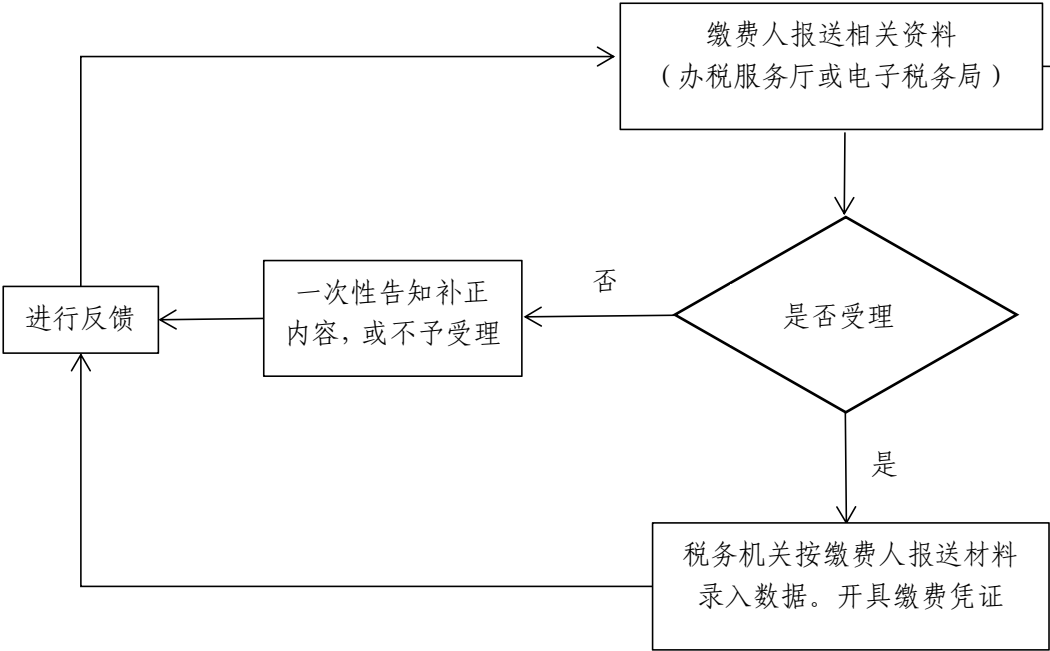 缴费人报送相关资料
（办税服务厅或电子税务局）
否
一次性告知补正
内容，或不予受理
进行反馈
是否受理
是
税务机关按缴费人报送材料
录入数据。开具缴费凭证